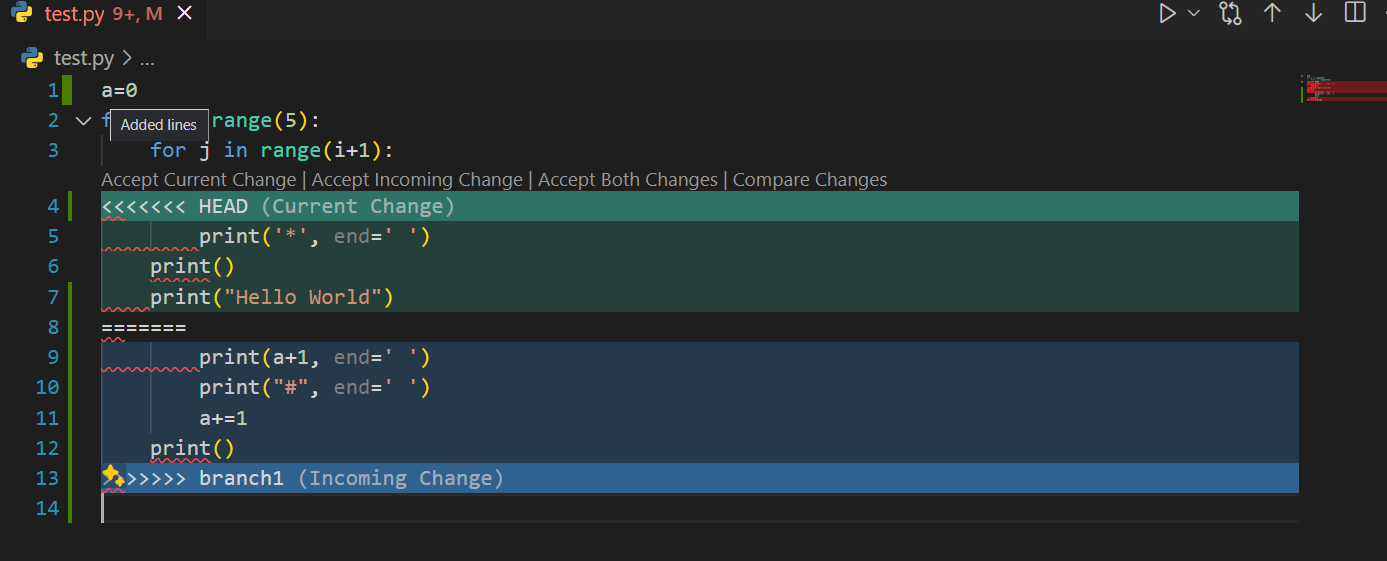 test.py 9+, M
test.py > ...
1 a=0
2 f range(5):
Added lines
3 for j in range(i+1):
Accept Current Change | Accept Incoming Change | Accept Both Changes | Compare Changes
4 <<<<<<< HEAD (Current Change)
5 print('*', end=' ')
6 print()
7 print("Hello World")
8 =======
9 print(a+1, end=' ')
10 print("#", end=' ')
11 a+=1
12 print()
13 >>>>>> branch1 (Incoming Change)
14